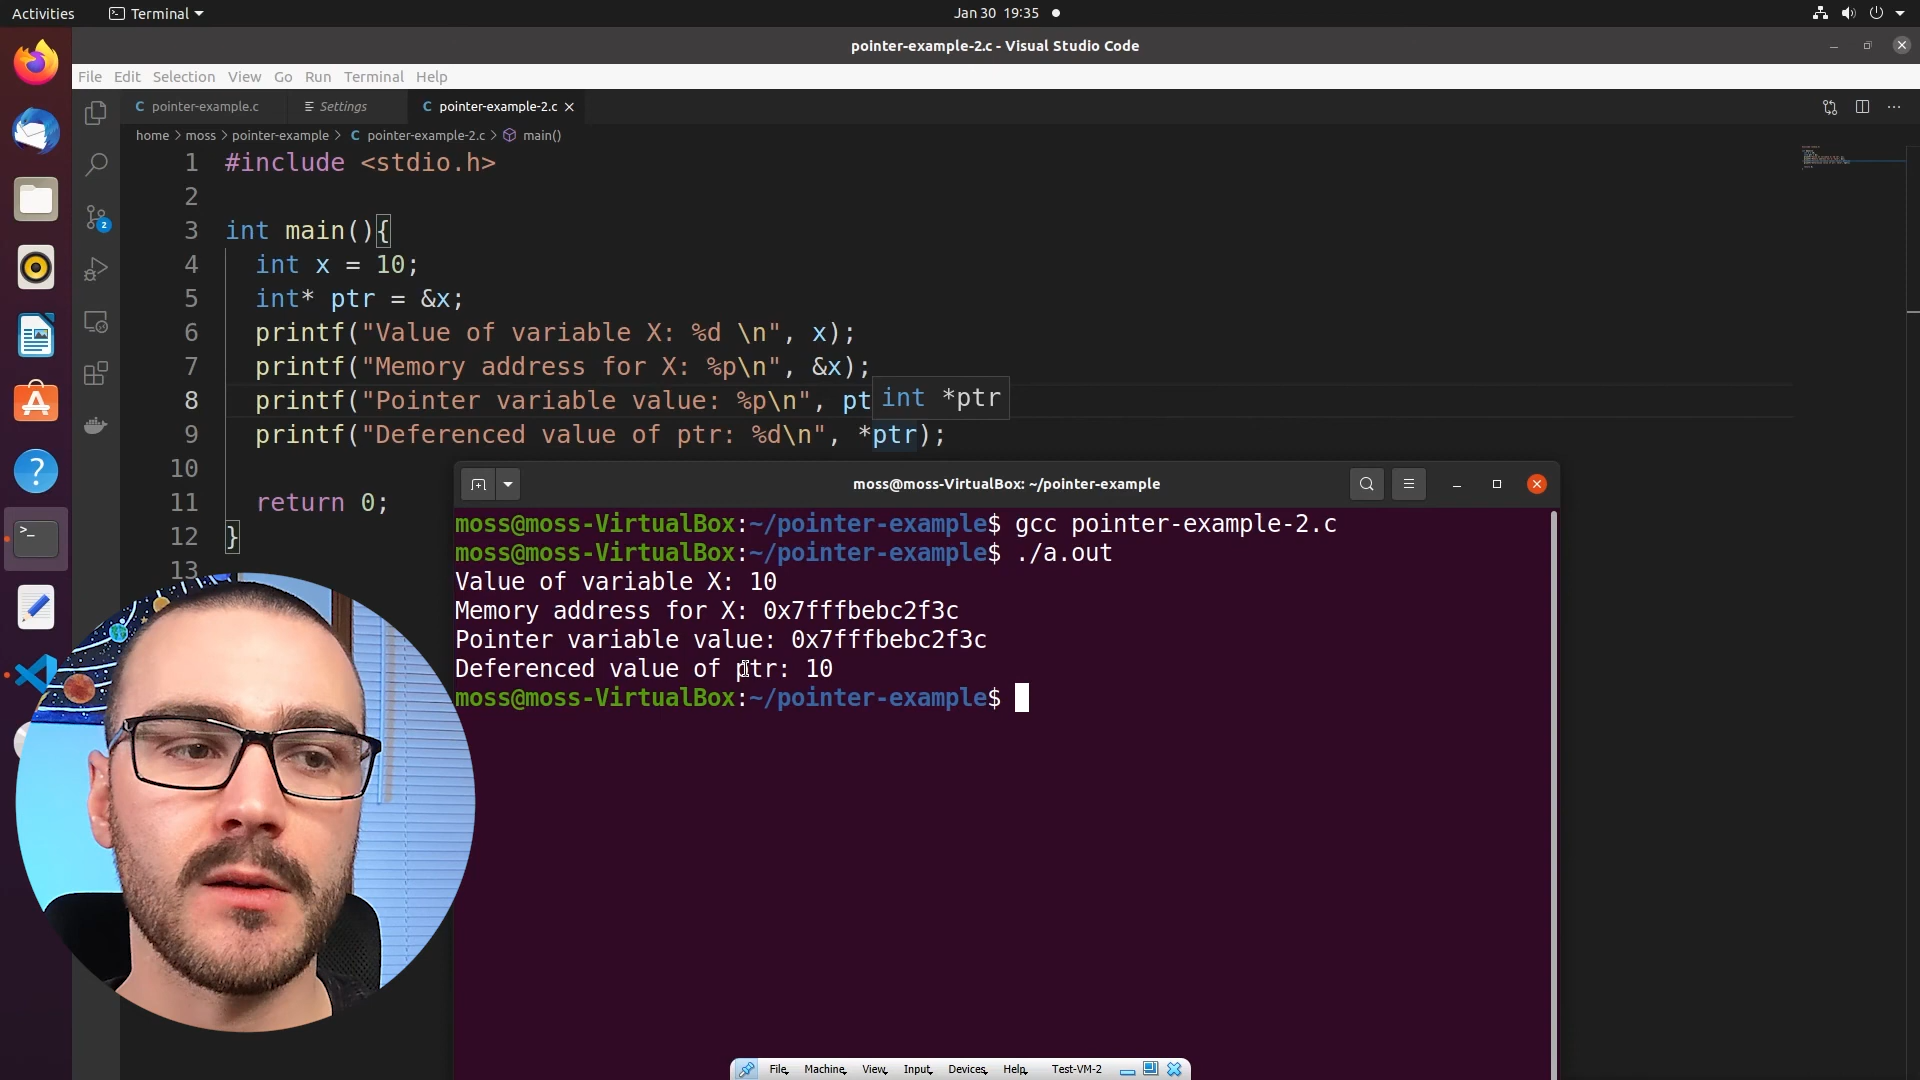 Activities Terminal Jan 30 19:35
pointer-example-2.c - Visual Studio Code
File Edit Selection View Go Run Terminal Help
C pointer-example.c Settings C pointer-example-2.c
home > moss > pointer-example > C pointer-example-2.c > main()
1 #include <stdio.h>
2
3 int main(){
4 int x = 10;
5 int* ptr = &x;
6 printf("Value of variable X: %d \n", x);
7 printf("Memory address for X: %p\n", &x);
8 printf("Pointer variable value: %p\n", pt
int *ptr
9 printf("Deferenced value of ptr: %d\n", *ptr);
10
11 return 0;
12 }
13
2
moss@moss-VirtualBox: ~/pointer-example
moss@moss-VirtualBox:~/pointer-example$ gcc pointer-example-2.c
moss@moss-VirtualBox:~/pointer-example$ ./a.out
Value of variable X: 10
Memory address for X: 0x7fffbebc2f3c
Pointer variable value: 0x7fffbebc2f3c
Deferenced value of ptr: 10
moss@moss-VirtualBox:~/pointer-example$
File Machine View Input Devices Help Test-VM-2